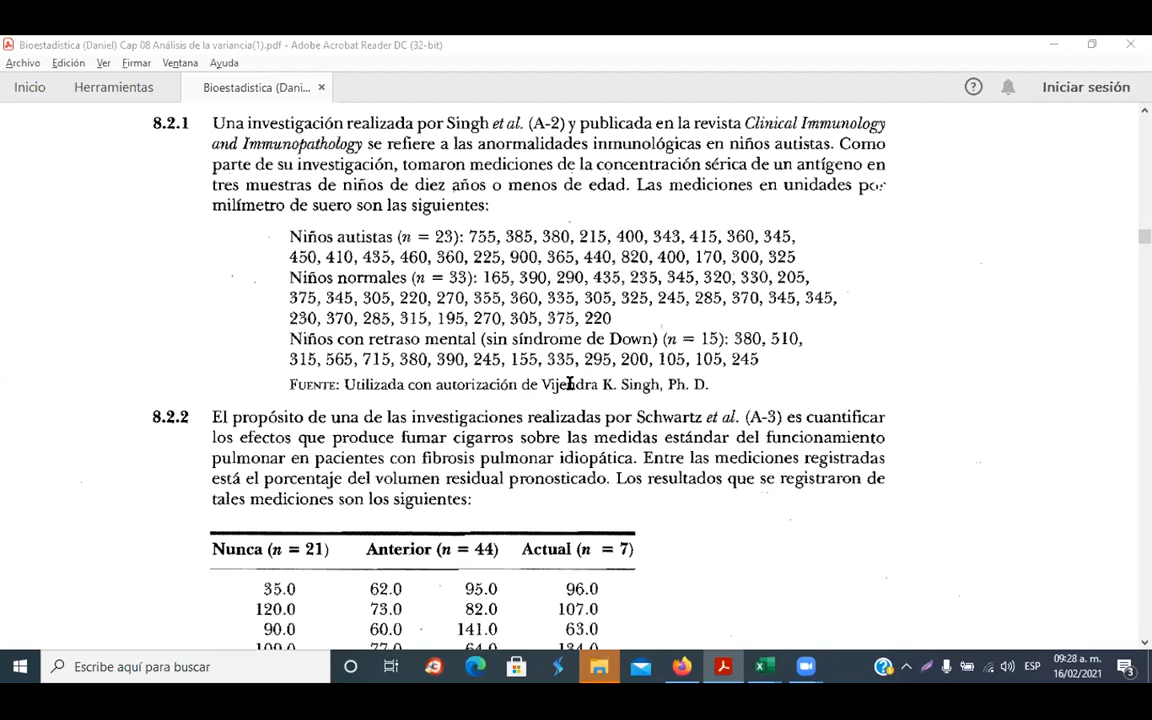 Bioestadistica (Daniel) Cap 08 Análisis de la variancia(1).pdf - Adobe Acrobat Reader DC (32-bit)
Archivo Edición Ver Firmar Ventana Ayuda
Inicio Herramientas Bioestadistica (Dani... × Iniciar sesión
8.2.1 Una investigación realizada por Singh et al. (A-2) y publicada en la revista Clinical Immunology
and Immunopathology se refiere a las anormalidades inmunológicas en niños autistas. Como
parte de su investigación, tomaron mediciones de la concentración sérica de un antígeno en
tres muestras de niños de diez años o menos de edad. Las mediciones en unidades por
milímetro de suero son las siguientes:
Niños autistas (n = 23): 755, 385, 380, 215, 400, 343, 415, 360, 345,
450, 410, 435, 460, 360, 225, 900, 365, 440, 820, 400, 170, 300, 325
Niños normales (n = 33): 165, 390, 290, 435, 235, 345, 320, 330, 205,
375, 345, 305, 220, 270, 355, 360, 335, 305, 325, 245, 285, 370, 345, 345,
230, 370, 285, 315, 195, 270, 305, 375, 220
Niños con retraso mental (sin síndrome de Down) (n = 15): 380, 510,
315, 565, 715, 380, 390, 245, 155, 335, 295, 200, 105, 105, 245
FUENTE: Utilizada con autorización de Vijendra K. Singh, Ph. D.
8.2.2 El propósito de una de las investigaciones realizadas por Schwartz et al. (A-3) es cuantificar
los efectos que produce fumar cigarros sobre las medidas estándar del funcionamiento
pulmonar en pacientes con fibrosis pulmonar idiopática. Entre las mediciones registradas
está el porcentaje del volumen residual pronosticado. Los resultados que se registraron de
tales mediciones son los siguientes:
Nunca (n = 21) Anterior (n = 44) Actual (n = 7)
35.0 62.0 95.0 96.0
120.0 73.0 82.0 107.0
90.0 60.0 141.0 63.0
109.0 77.0 64.0 134.0
Escribe aquí para buscar ESP 09:28 a. m.
16/02/2021
3